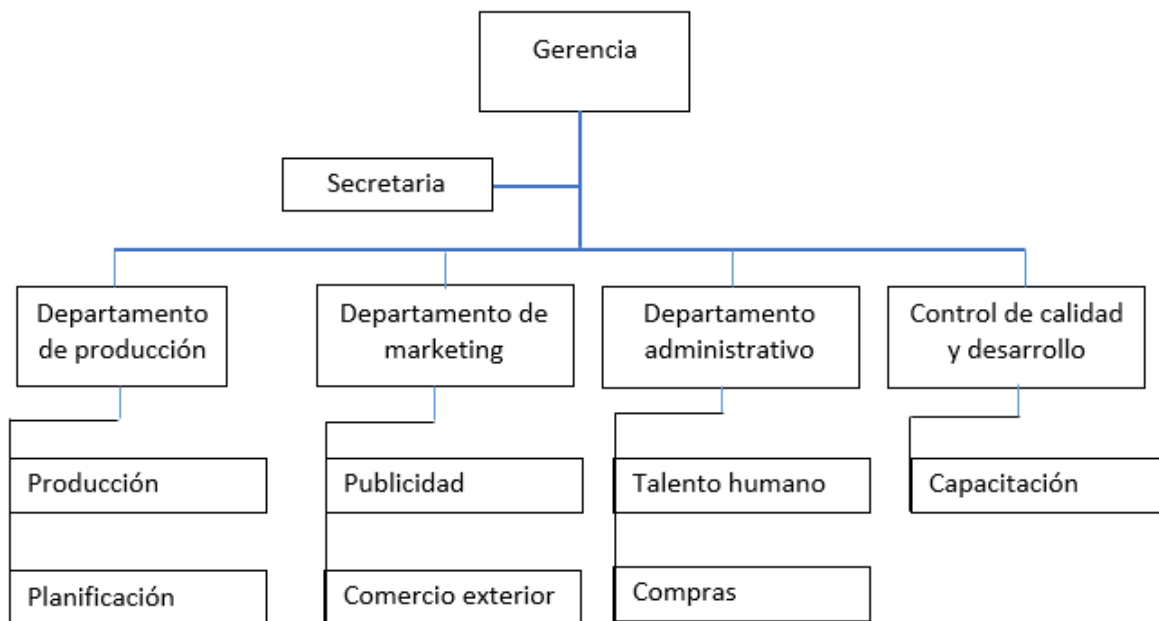 Gerencia
Secretaria
Departamento
de producción
Departamento de
marketing
Departamento
administrativo
Control de calidad
y desarrollo
Producción
Publicidad
Talento humano
Capacitación
Planificación
Comercio exterior
Compras